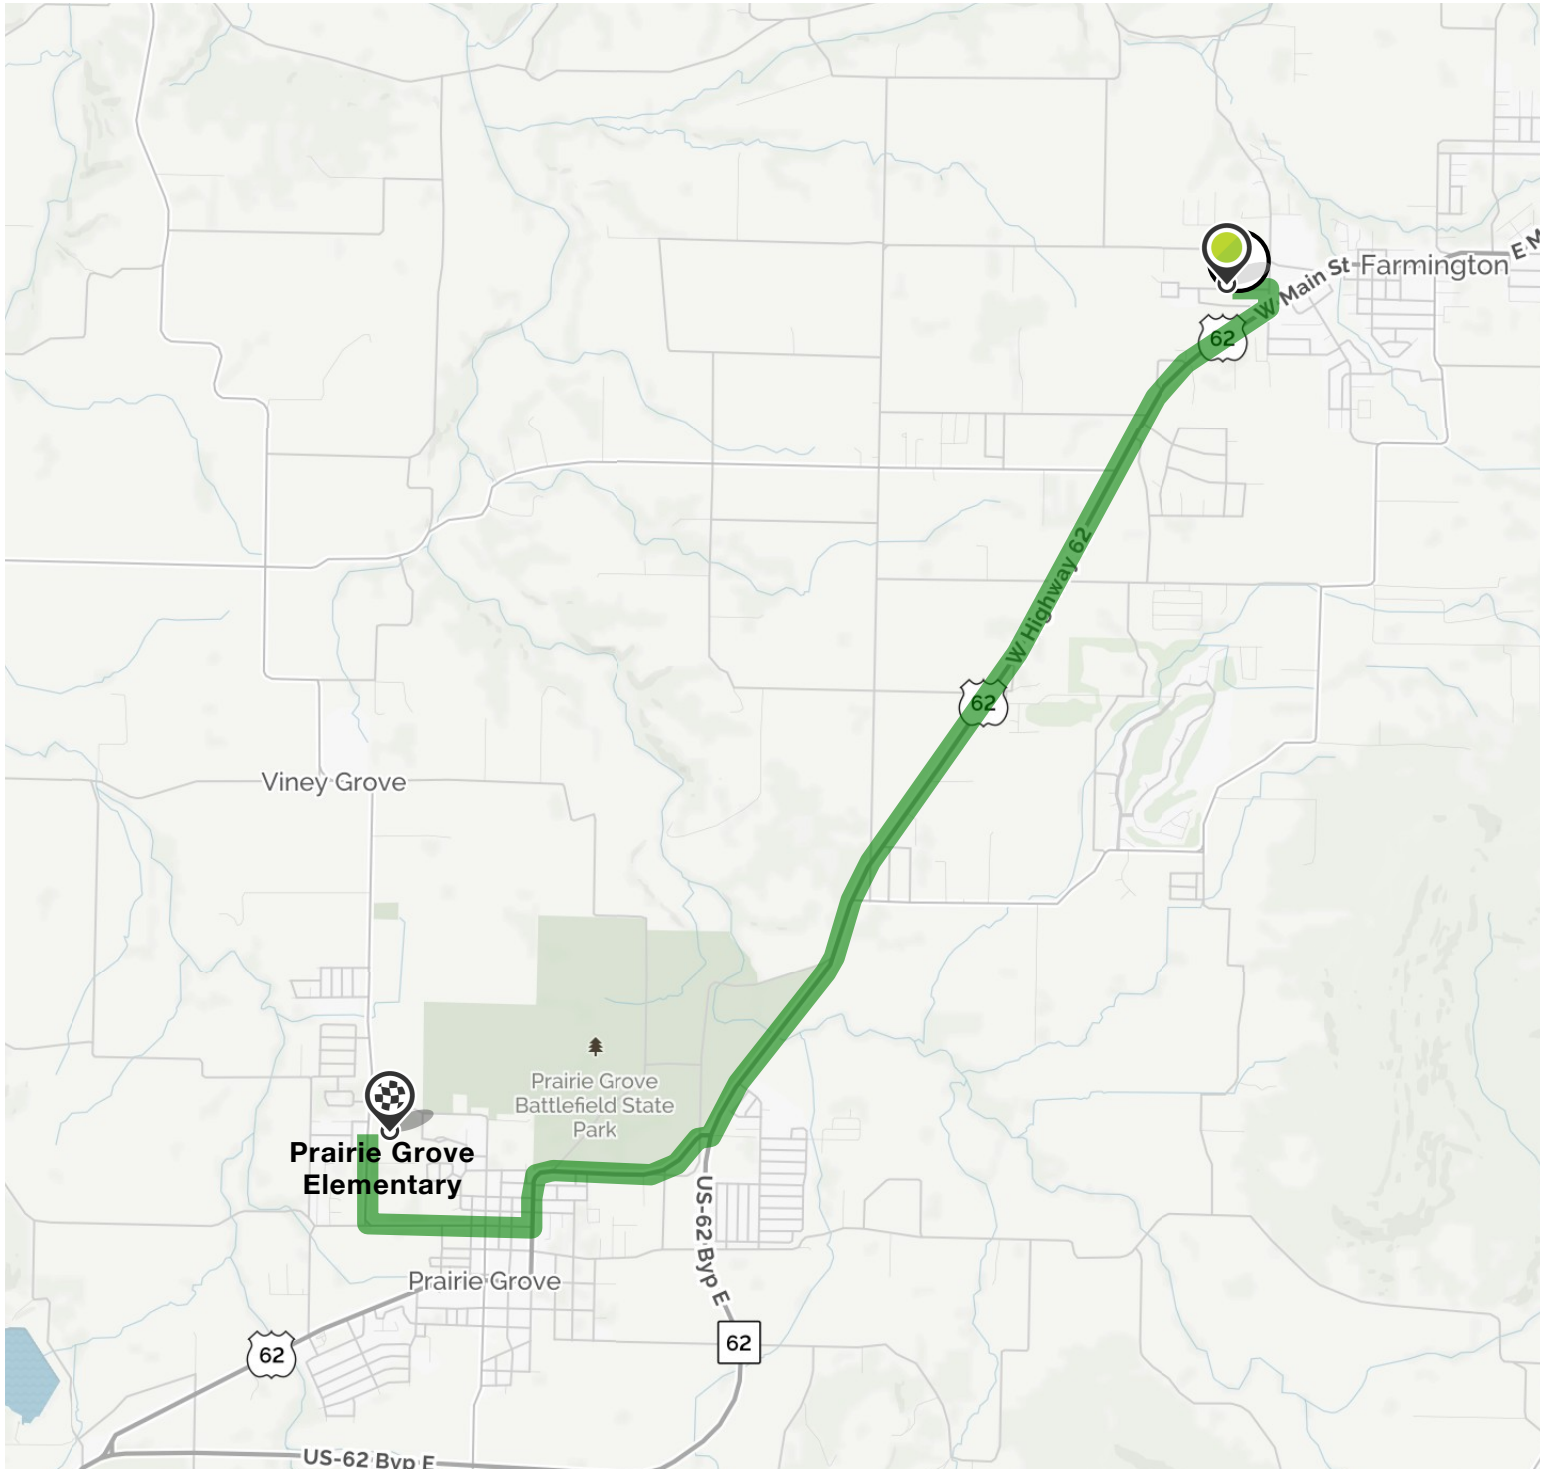 W Main St
Farmington
E M
62
W Highway 62
62
Viney Grove
Prairie Grove
Battlefield State
Park
Prairie Grove
Elementary
US-62 Byp E
Prairie Grove
62
62
US-62 Byp E